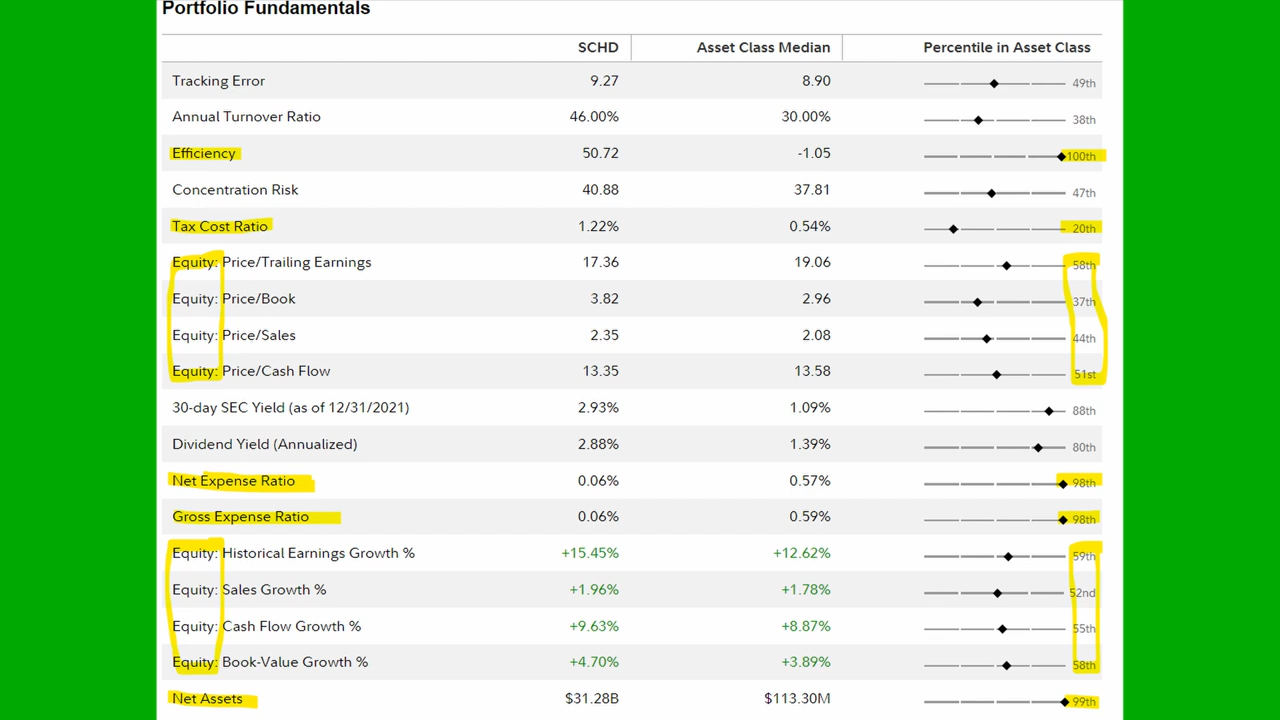 Portfolio Fundamentals
SCHD Asset Class Median Percentile in Asset Class
Tracking Error 9.27 8.90 49th
Annual Turnover Ratio 46.00% 30.00% 38th
Efficiency 50.72 -1.05 100th
Concentration Risk 40.88 37.81 47th
Tax Cost Ratio 1.22% 0.54% 20th
Equity: Price/Trailing Earnings 17.36 19.06 58th
Equity: Price/Book 3.82 2.96 37th
Equity: Price/Sales 2.35 2.08 44th
Equity: Price/Cash Flow 13.35 13.58 51st
30-day SEC Yield (as of 12/31/2021) 2.93% 1.09% 88th
Dividend Yield (Annualized) 2.88% 1.39% 80th
Net Expense Ratio 0.06% 0.57% 98th
Gross Expense Ratio 0.06% 0.59% 98th
Equity: Historical Earnings Growth % +15.45% +12.62% 59th
Equity: Sales Growth % +1.96% +1.78% 52nd
Equity: Cash Flow Growth % +9.63% +8.87% 55th
Equity: Book-Value Growth % +4.70% +3.89% 58th
Net Assets $31.28B $113.30M 99th